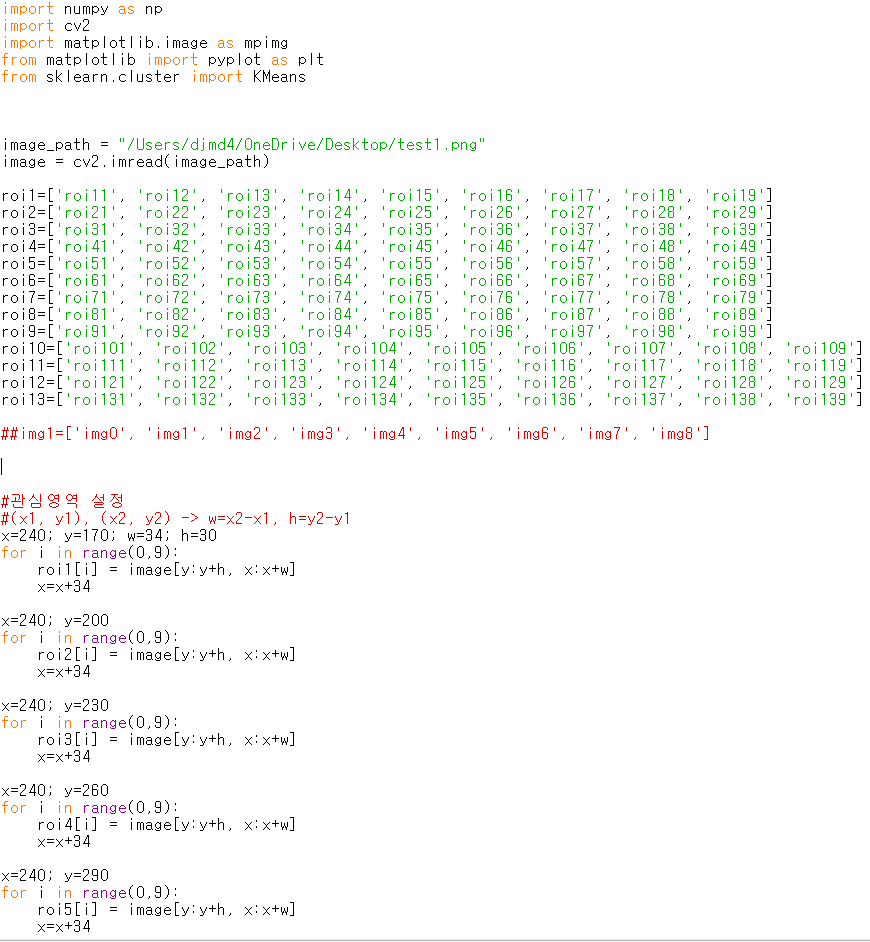 import numpy as np
import cv2
import matplotlib.image as mpimg
from matplotlib import pyplot as plt
from sklearn.cluster import KMeans
image_path = "/Users/djmd4/OneDrive/Desktop/test1.png"
image = cv2.imread(image_path)
roi1=['roi11', 'roi12', 'roi13', 'roi14', 'roi15', 'roi16', 'roi17', 'roi18', 'roi19']
roi2=['roi21', 'roi22', 'roi23', 'roi24', 'roi25', 'roi26', 'roi27', 'roi28', 'roi29']
roi3=['roi31', 'roi32', 'roi33', 'roi34', 'roi35', 'roi36', 'roi37', 'roi38', 'roi39']
roi4=['roi41', 'roi42', 'roi43', 'roi44', 'roi45', 'roi46', 'roi47', 'roi48', 'roi49']
roi5=['roi51', 'roi52', 'roi53', 'roi54', 'roi55', 'roi56', 'roi57', 'roi58', 'roi59']
roi6=['roi61', 'roi62', 'roi63', 'roi64', 'roi65', 'roi66', 'roi67', 'roi68', 'roi69']
roi7=['roi71', 'roi72', 'roi73', 'roi74', 'roi75', 'roi76', 'roi77', 'roi78', 'roi79']
roi8=['roi81', 'roi82', 'roi83', 'roi84', 'roi85', 'roi86', 'roi87', 'roi88', 'roi89']
roi9=['roi91', 'roi92', 'roi93', 'roi94', 'roi95', 'roi96', 'roi97', 'roi98', 'roi99']
roi10=['roi101', 'roi102', 'roi103', 'roi104', 'roi105', 'roi106', 'roi107', 'roi108', 'roi109']
roi11=['roi111', 'roi112', 'roi113', 'roi114', 'roi115', 'roi116', 'roi117', 'roi118', 'roi119']
roi12=['roi121', 'roi122', 'roi123', 'roi124', 'roi125', 'roi126', 'roi127', 'roi128', 'roi129']
roi13=['roi131', 'roi132', 'roi133', 'roi134', 'roi135', 'roi136', 'roi137', 'roi138', 'roi139']
##img1=['img0', 'img1', 'img2', 'img3', 'img4', 'img5', 'img6', 'img7', 'img8']
#관심영역 설정
#(x1, y1), (x2, y2) -> w=x2-x1, h=y2-y1
x=240; y=170; w=34; h=30
for i in range(0,9):
    roi1[i] = image[y:y+h, x:x+w]
    x=x+34
x=240; y=200
for i in range(0,9):
    roi2[i] = image[y:y+h, x:x+w]
    x=x+34
x=240; y=230
for i in range(0,9):
    roi3[i] = image[y:y+h, x:x+w]
    x=x+34
x=240; y=260
for i in range(0,9):
    roi4[i] = image[y:y+h, x:x+w]
    x=x+34
x=240; y=290
for i in range(0,9):
    roi5[i] = image[y:y+h, x:x+w]
    x=x+34